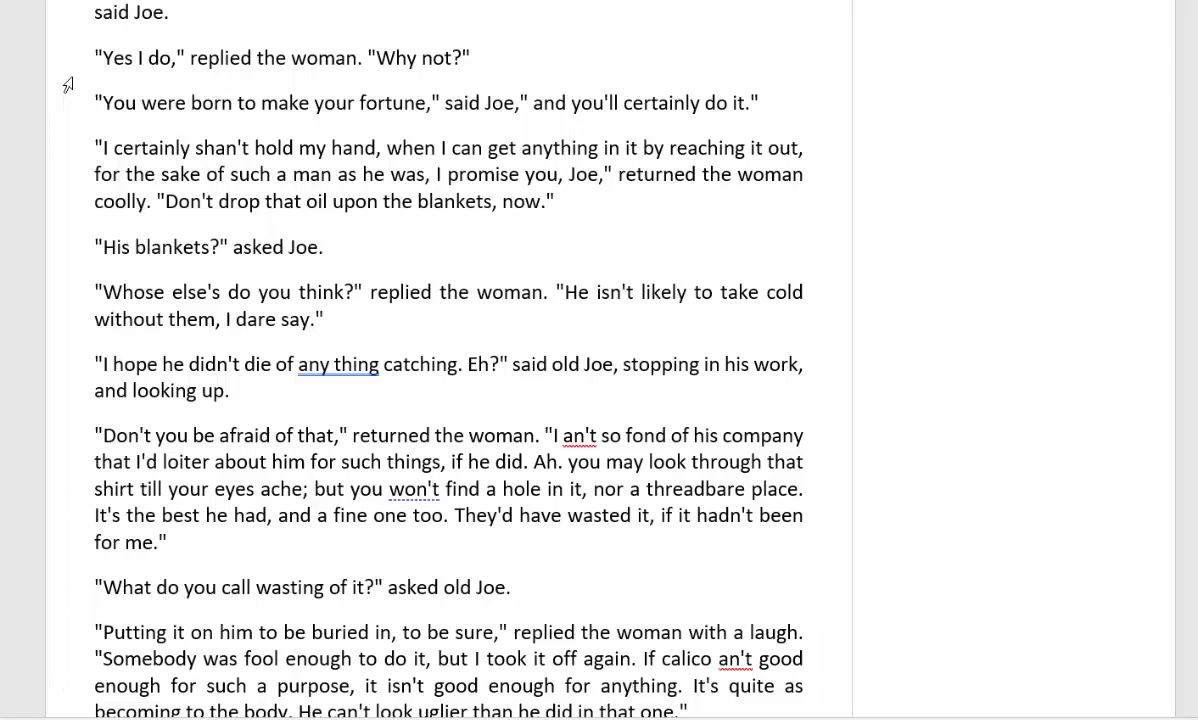 said Joe.
"Yes I do," replied the woman. "Why not?"
"You were born to make your fortune," said Joe," and you'll certainly do it."
"I certainly shan't hold my hand, when I can get anything in it by reaching it out,
for the sake of such a man as he was, I promise you, Joe," returned the woman
coolly. "Don't drop that oil upon the blankets, now."
"His blankets?" asked Joe.
"Whose else's do you think?" replied the woman. "He isn't likely to take cold
without them, I dare say."
"I hope he didn't die of any thing catching. Eh?" said old Joe, stopping in his work,
and looking up.
"Don't you be afraid of that," returned the woman. "I an't so fond of his company
that I'd loiter about him for such things, if he did. Ah. you may look through that
shirt till your eyes ache; but you won't find a hole in it, nor a threadbare place.
It's the best he had, and a fine one too. They'd have wasted it, if it hadn't been
for me."
"What do you call wasting of it?" asked old Joe.
"Putting it on him to be buried in, to be sure," replied the woman with a laugh.
"Somebody was fool enough to do it, but I took it off again. If calico an't good
enough for such a purpose, it isn't good enough for anything. It's quite as
becoming to the body. He can't look uglier than he did in that one."